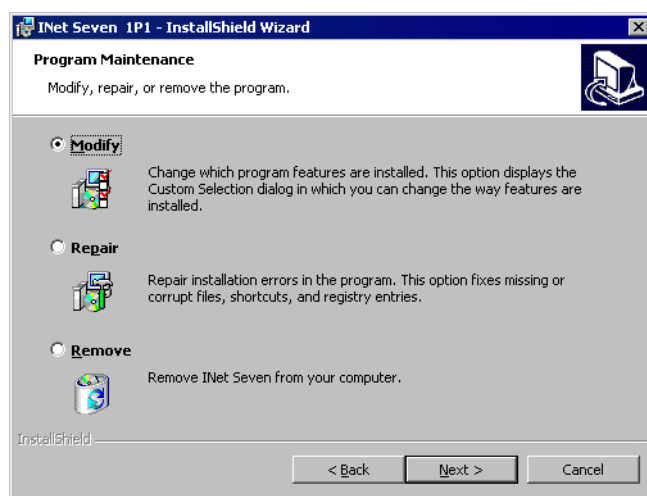 INet Seven 1P1 - InstallShield Wizard
Program Maintenance
Modify, repair, or remove the program.
Modify
Change which program features are installed. This option displays the
Custom Selection dialog in which you can change the way features are
installed.
Repair
Repair installation errors in the program. This option fixes missing or
corrupt files, shortcuts, and registry entries.
Remove
Remove INet Seven from your computer.
InstallShield
< Back
Next >
Cancel